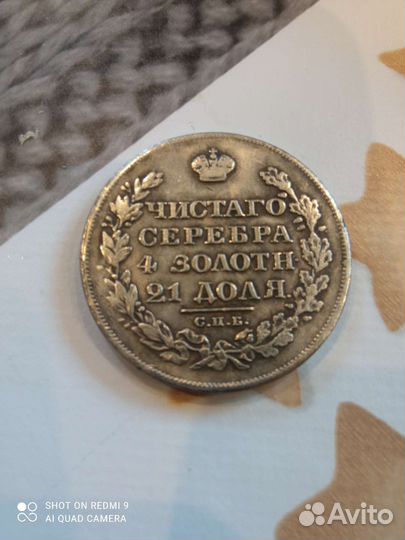 ЧИСТАГО
СЕРЕБРА
4 ЗОЛОТН.
21 ДОЛЯ.
С.П.Б.
SHOT ON REDMI 9
AI QUAD CAMERA
Avito